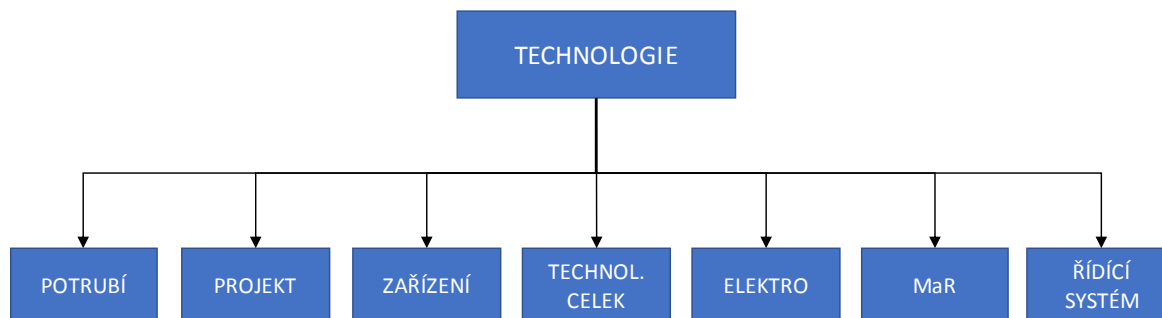 TECHNOLOGIE
POTRUBÍ
PROJEKT
ZAŘÍZENÍ
TECHNOL.
CELEK
ELEKTRO
MaR
ŘÍDÍCÍ
SYSTÉM